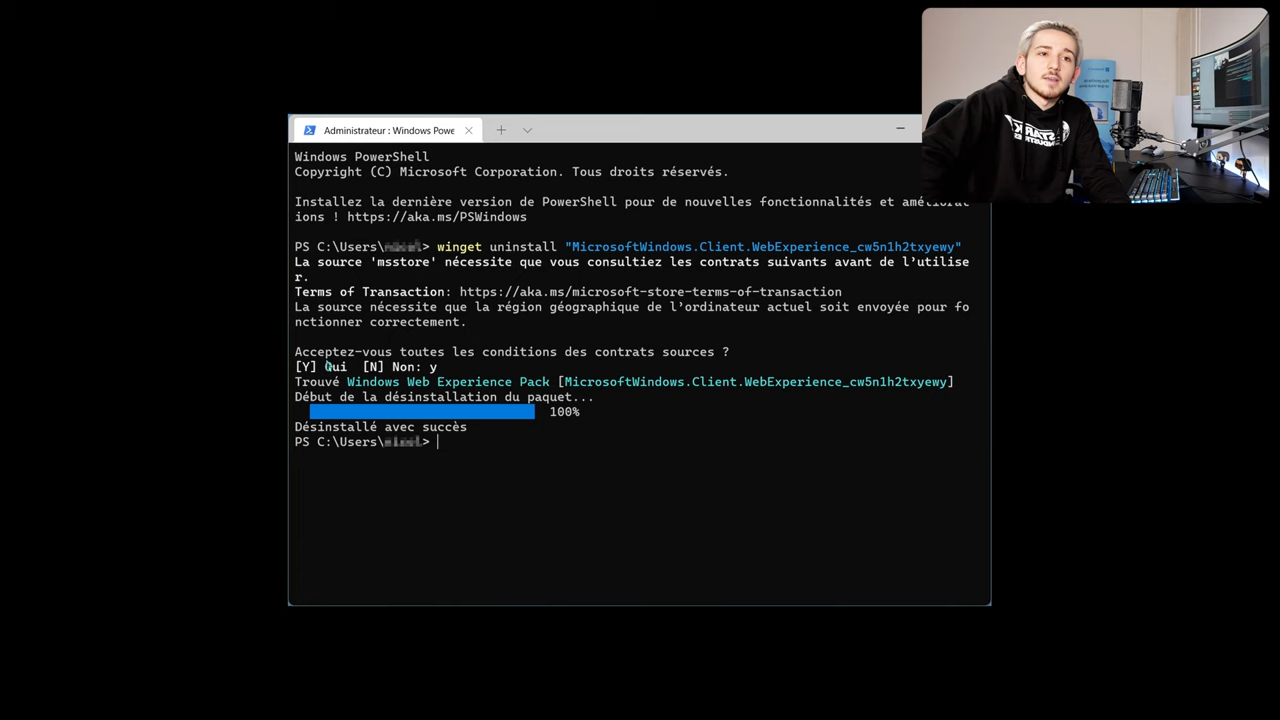 Administrateur : Windows Powe
Windows PowerShell
Copyright (C) Microsoft Corporation. Tous droits réservés.
Installez la dernière version de PowerShell pour de nouvelles fonctionnalités et améliorat
ions ! https://aka.ms/PSWindows
PS C:\Users\ > winget uninstall "MicrosoftWindows.Client.WebExperience_cw5n1h2txyewy"
La source 'msstore' nécessite que vous consultiez les contrats suivants avant de l’utilise
r.
Terms of Transaction: https://aka.ms/microsoft-store-terms-of-transaction
La source nécessite que la région géographique de l’ordinateur actuel soit envoyée pour fo
nctionner correctement.
Acceptez-vous toutes les conditions des contrats sources ?
[Y] Oui  [N] Non: y
Trouvé Windows Web Experience Pack [MicrosoftWindows.Client.WebExperience_cw5n1h2txyewy]
Début de la désinstallation du paquet...
100%
Désinstallé avec succès
PS C:\Users\ >